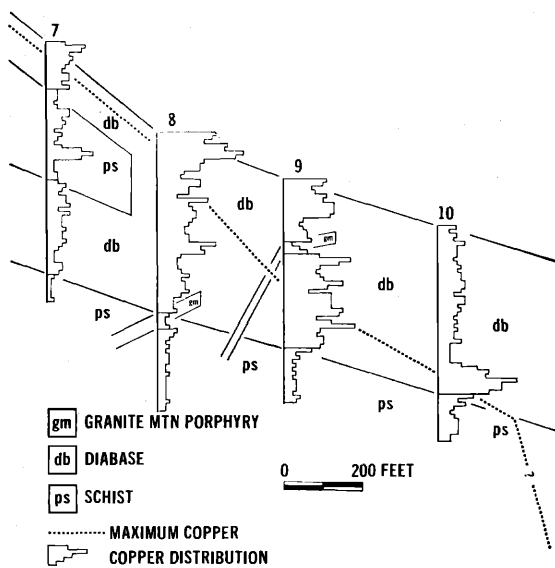 7
8
9
10
db
ps
db
gm
db
db
gm
ps
ps
ps
ps
?
gm GRANITE MTN PORPHYRY
db DIABASE
ps SCHIST
0 200 FEET
MAXIMUM COPPER
COPPER DISTRIBUTION